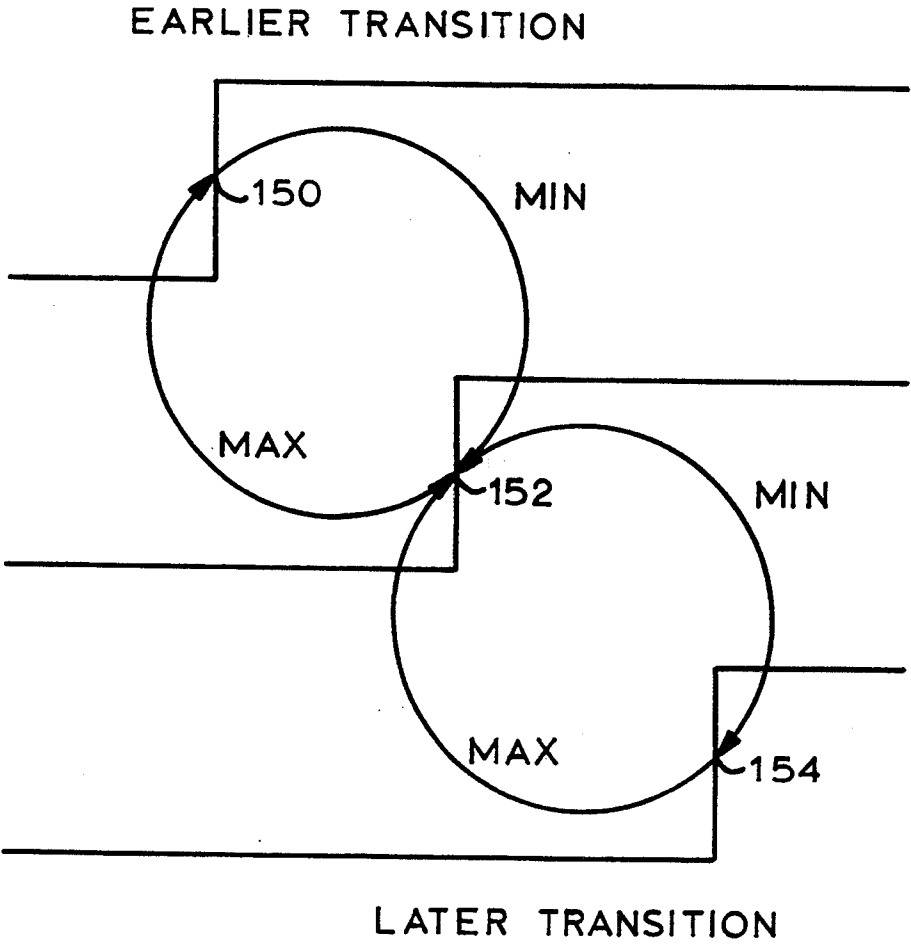 EARLIER TRANSITION
150
MIN
MAX
152
MIN
MAX
154
LATER TRANSITION